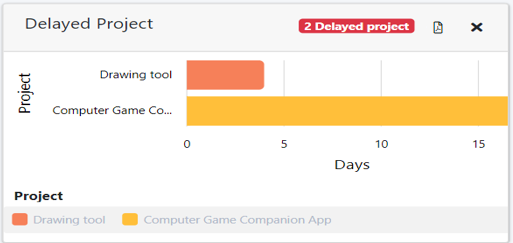 Delayed Project
2 Delayed project
Project
Drawing tool
Computer Game Co...
0 5 10 15
Days
Project
Drawing tool Computer Game Companion App